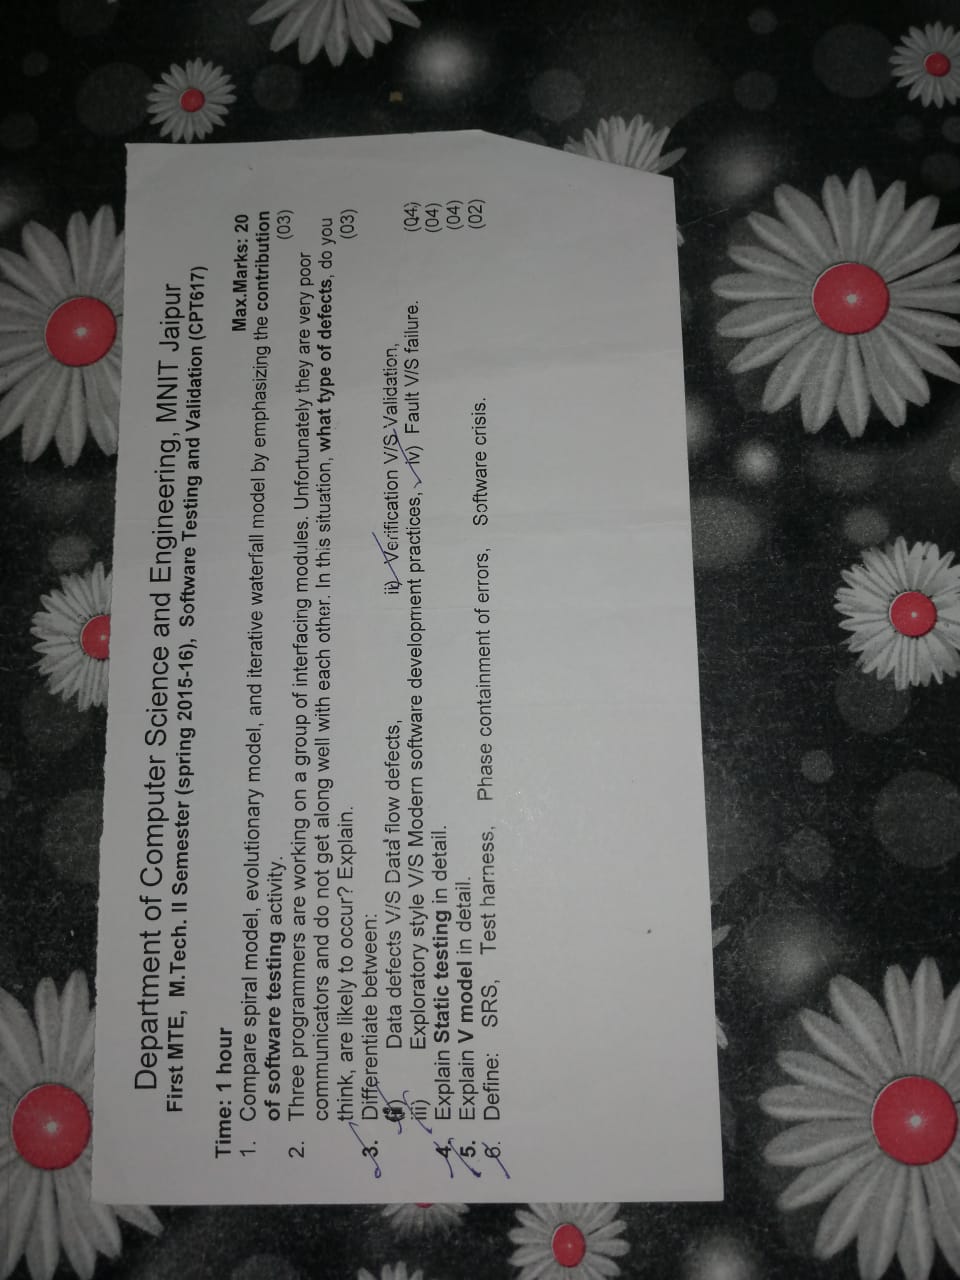 Department of Computer Science and Engineering, MNIT Jaipur
First MTE, M.Tech. II Semester (spring 2015-16), Software Testing and Validation (CPT617)
Time: 1 hour Max.Marks: 20
1. Compare spiral model, evolutionary model, and iterative waterfall model by emphasizing the contribution
of software testing activity. (03)
2. Three programmers are working on a group of interfacing modules. Unfortunately they are very poor
communicators and do not get along well with each other. In this situation, what type of defects, do you
think, are likely to occur? Explain. (03)
3. Differentiate between:
i) Data defects V/S Data flow defects, ii) Verification V/S Validation,
iii) Exploratory style V/S Modern software development practices, iv) Fault V/S failure. (04)
4. Explain Static testing in detail. (04)
5. Explain V model in detail. (04)
6. Define: SRS, Test harness, Phase containment of errors, Software crisis. (02)